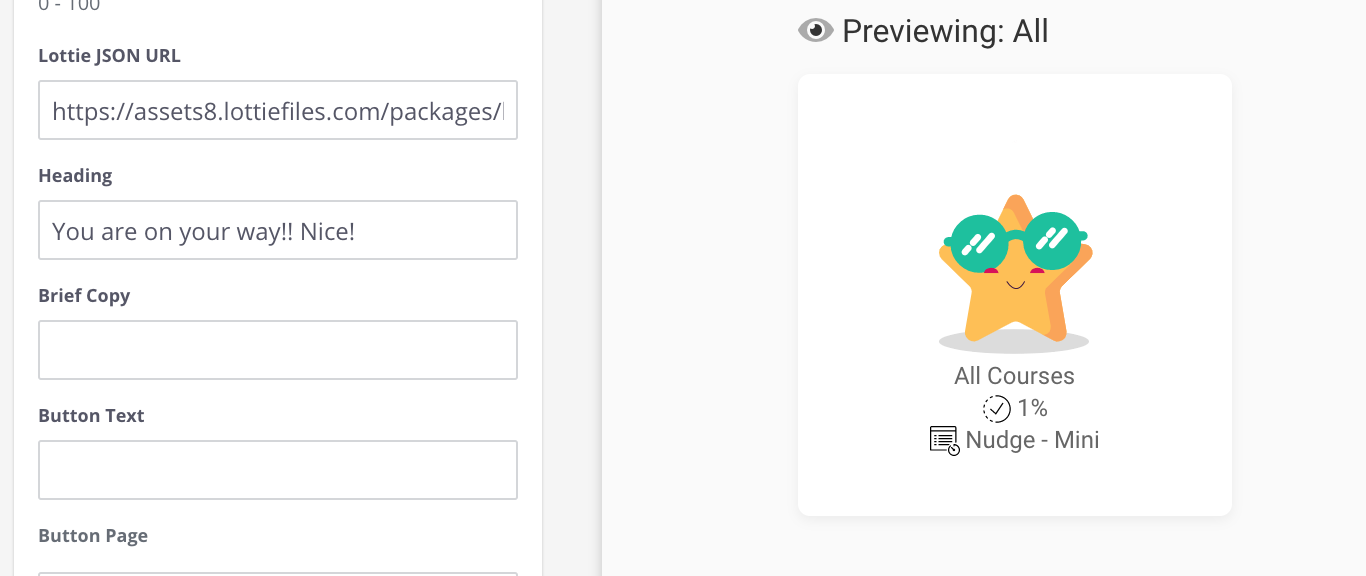 0 - 100
Lottie JSON URL
https://assets8.lottiefiles.com/packages/
Heading
You are on your way!! Nice!
Brief Copy
Button Text
Button Page
Previewing: All
All Courses
1%
Nudge - Mini